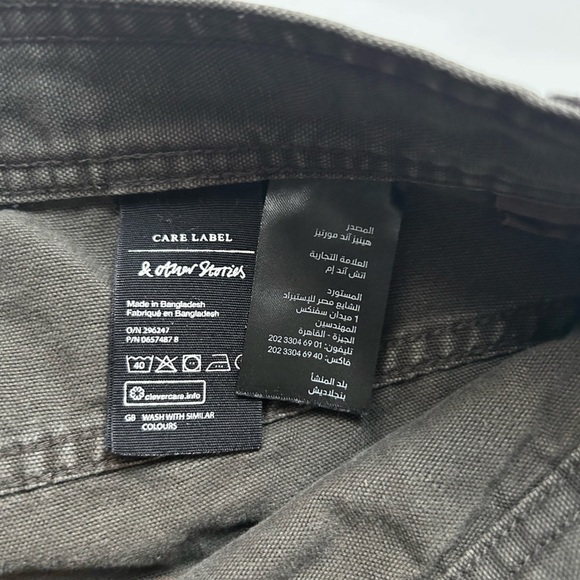 CARE LABEL
& other Stories
Made in Bangladesh
Fabriqué en Bangladesh
O/N 296247
P/N 0657487 8
40
clevercare.info
GB WASH WITH SIMILAR
COLOURS
المصدر
هينيز آند مورتيز
العلامة التجارية
اتش آند إم
المستورد
الشايع مصر للإستيراد
1 ميدان سفنكس
المهندسين
الجيزة - القاهرة
تليفون: 01 69 3304 202
فاكس: 40 69 3304 202
بلد المنشأ
بنجلاديش